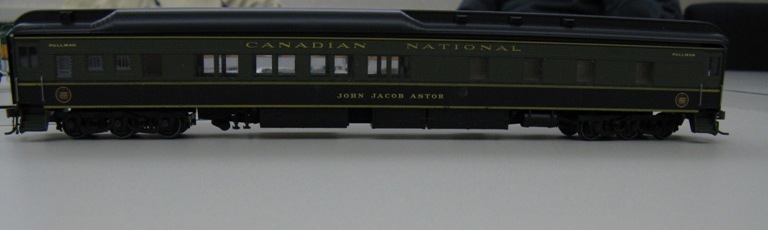 PULLMAN CANADIAN NATIONAL PULLMAN
JOHN JACOB ASTOR